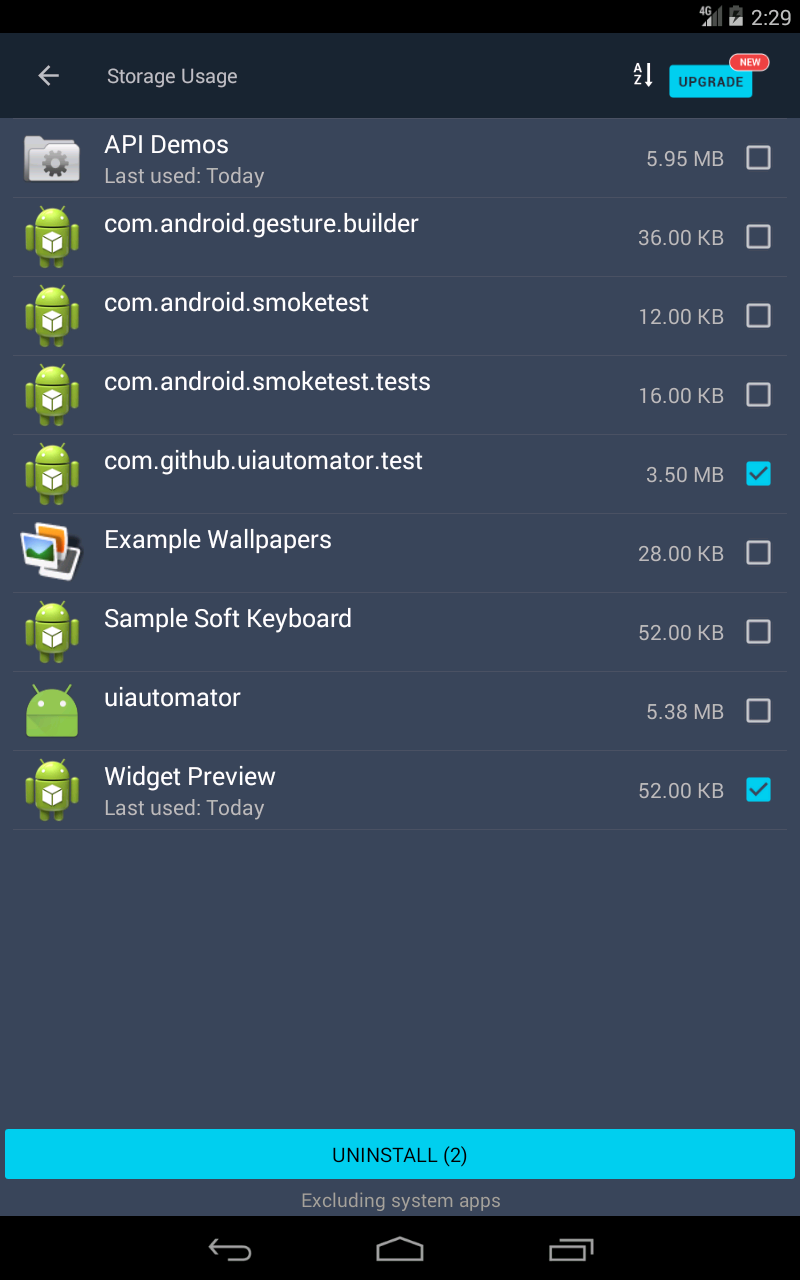 4G 2:29
Storage Usage
A
Z
NEW
UPGRADE
API Demos
Last used: Today
5.95 MB
com.android.gesture.builder
36.00 KB
com.android.smoketest
12.00 KB
com.android.smoketest.tests
16.00 KB
com.github.uiautomator.test
3.50 MB
Example Wallpapers
28.00 KB
Sample Soft Keyboard
52.00 KB
uiautomator
5.38 MB
Widget Preview
Last used: Today
52.00 KB
UNINSTALL (2)
Excluding system apps